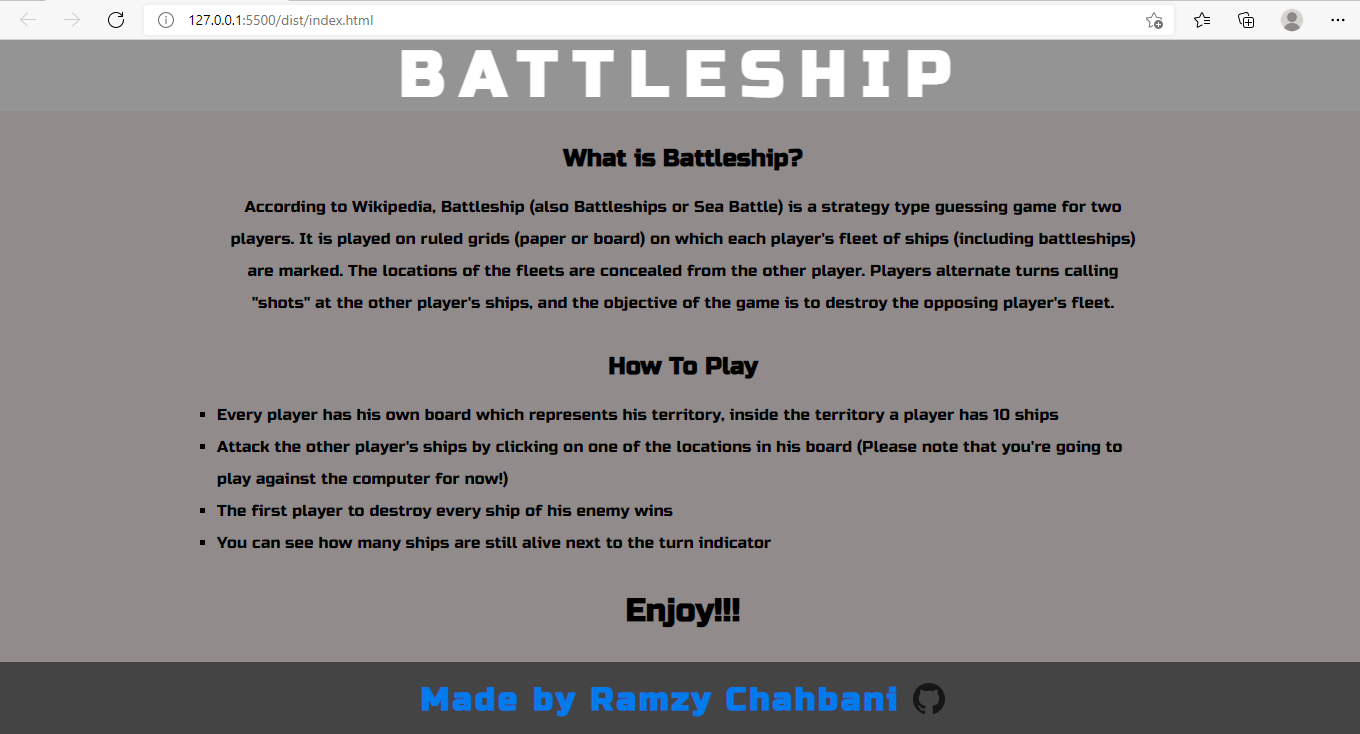 127.0.0.1:5500/dist/index.html
BATTLESHIP
What is Battleship?
According to Wikipedia, Battleship (also Battleships or Sea Battle) is a strategy type guessing game for two
players. It is played on ruled grids (paper or board) on which each player's fleet of ships (including battleships)
are marked. The locations of the fleets are concealed from the other player. Players alternate turns calling
"shots" at the other player's ships, and the objective of the game is to destroy the opposing player's fleet.
How To Play
Every player has his own board which represents his territory, inside the territory a player has 10 ships
Attack the other player's ships by clicking on one of the locations in his board (Please note that you're going to
play against the computer for now!)
The first player to destroy every ship of his enemy wins
You can see how many ships are still alive next to the turn indicator
Enjoy!!!
Made by Ramzy Chahbani